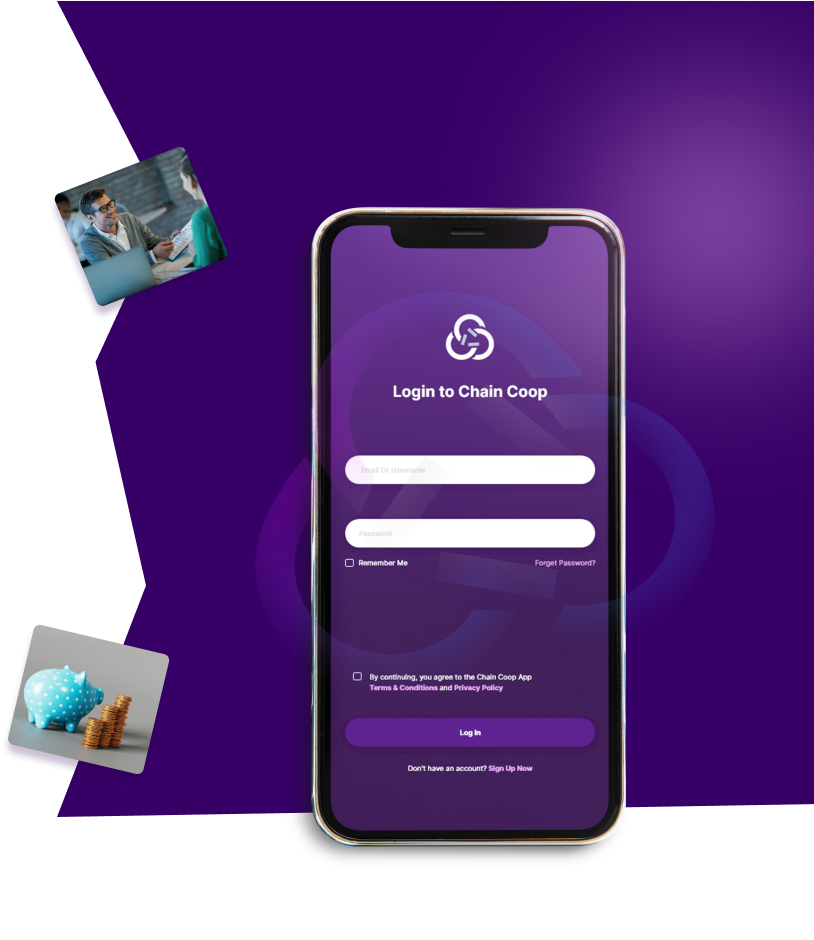 Login to Chain Coop
Email Or Username
Password
Remember Me
Forget Password?
By continuing, you agree to the Chain Coop App
Terms & Conditions and Privacy Policy
Log In
Don't have an account? Sign Up Now